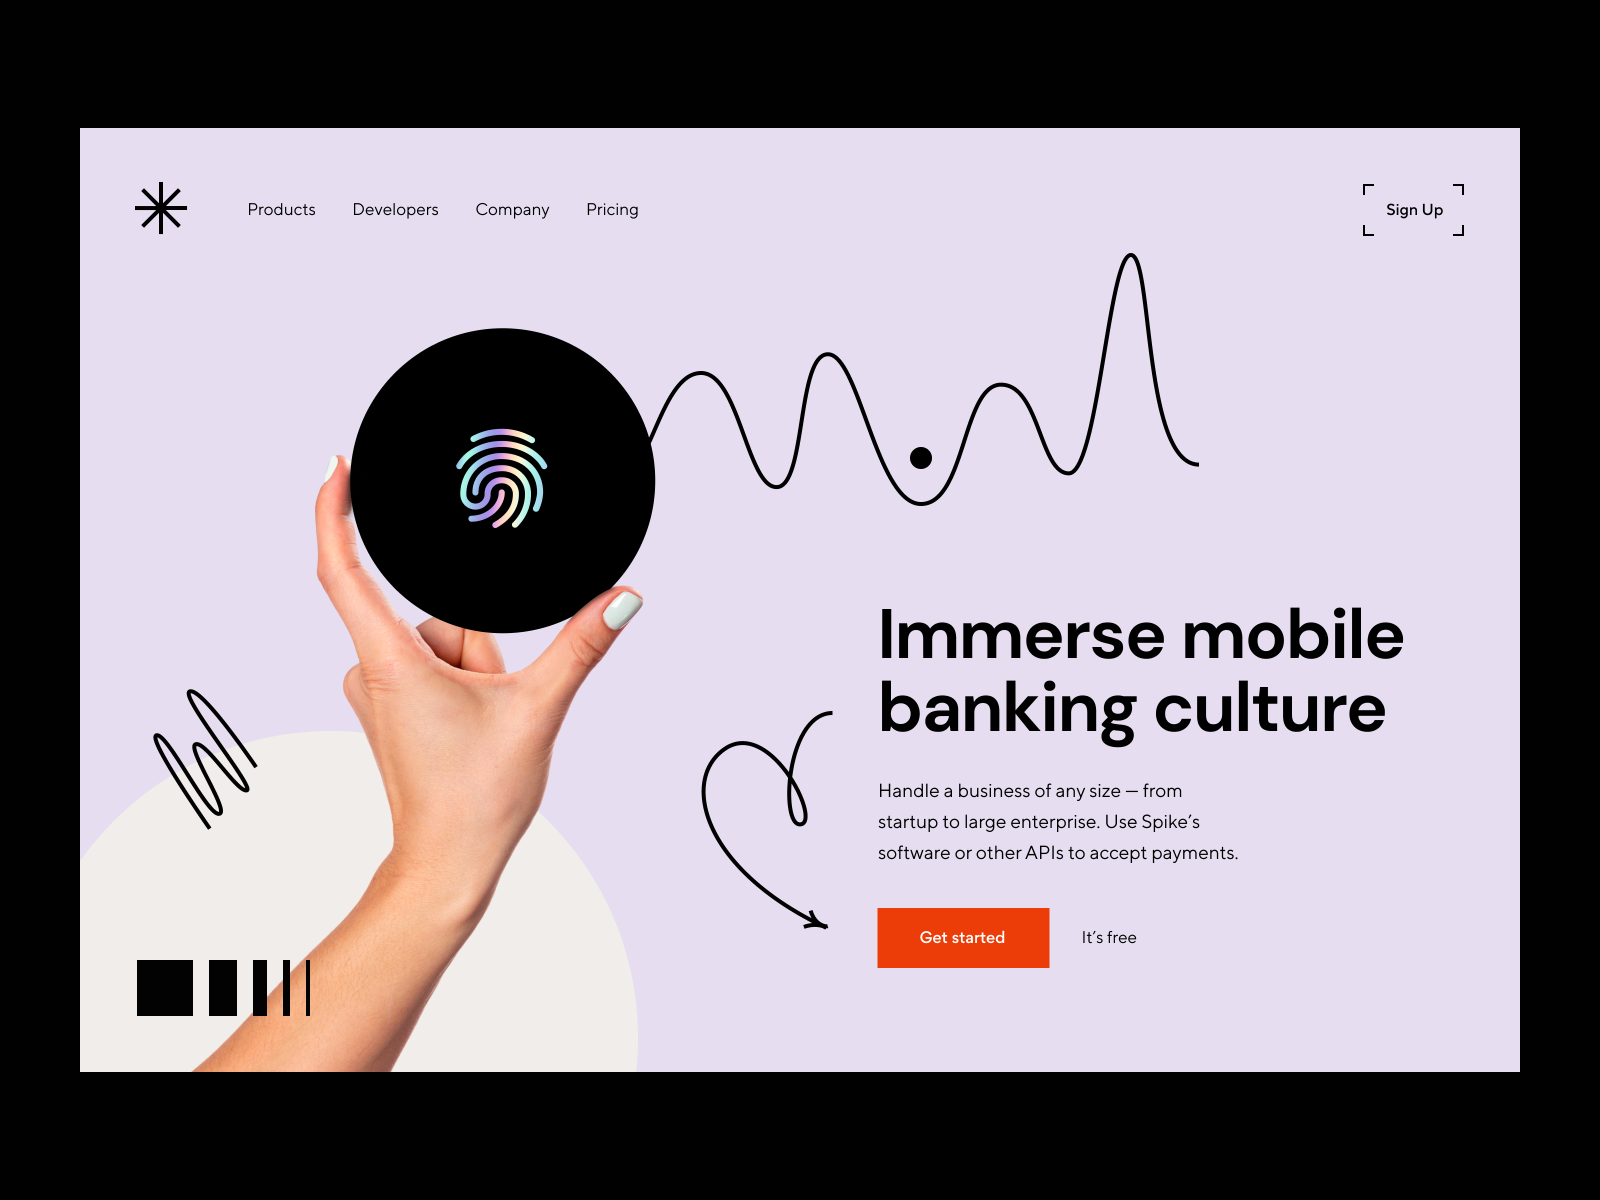 Products
Developers
Company
Pricing
Sign Up
Immerse mobile
banking culture
Handle a business of any size — from
startup to large enterprise. Use Spike’s
software or other APIs to accept payments.
Get started
It’s free